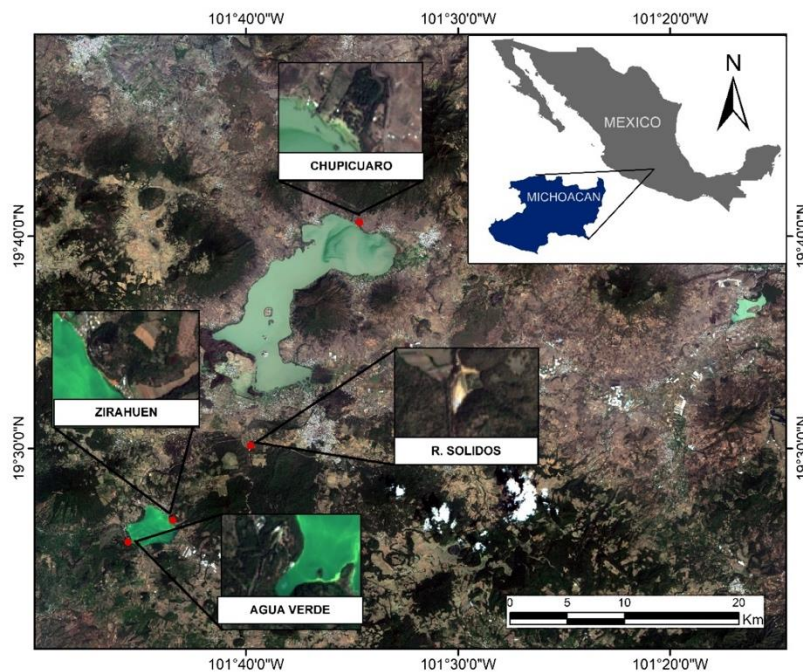 101°40'0"W
101°30'0"W
101°20'0"W
N
MEXICO
MICHOACAN
CHUPICUARO
19°40'0"N
19°40'0"N
ZIRAHUEN
R. SOLIDOS
19°30'0"N
19°30'0"N
AGUA VERDE
0
5
10
20
Km
101°40'0"W
101°30'0"W
101°20'0"W